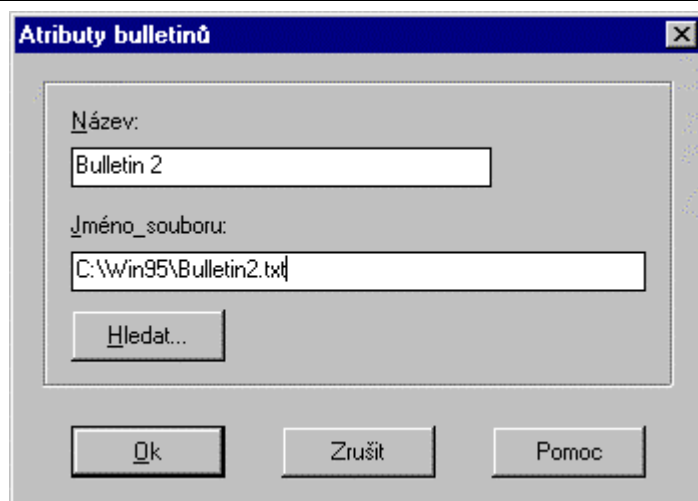 Atributy bulletinů
Název:
Bulletin 2
Jméno_souboru:
C:\Win95\Bulletin2.txt
Hledat...
Ok Zrušit Pomoc